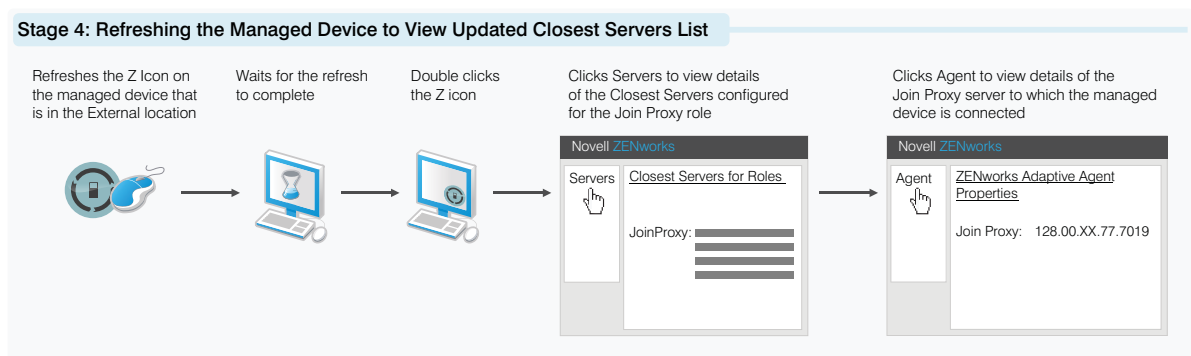 Stage 4: Refreshing the Managed Device to View Updated Closest Servers List
Refreshes the Z Icon on
the managed device that
is in the External location
Waits for the refresh
to complete
Double clicks
the Z icon
Clicks Servers to view details
of the Closest Servers configured
for the Join Proxy role
Clicks Agent to view details of the
Join Proxy server to which the managed
device is connected
Novell ZENworks
Servers
Closest Servers for Roles
JoinProxy:
Novell ZENworks
Agent
ZENworks Adaptive Agent
Properties
Join Proxy: 128.00.XX.77.7019